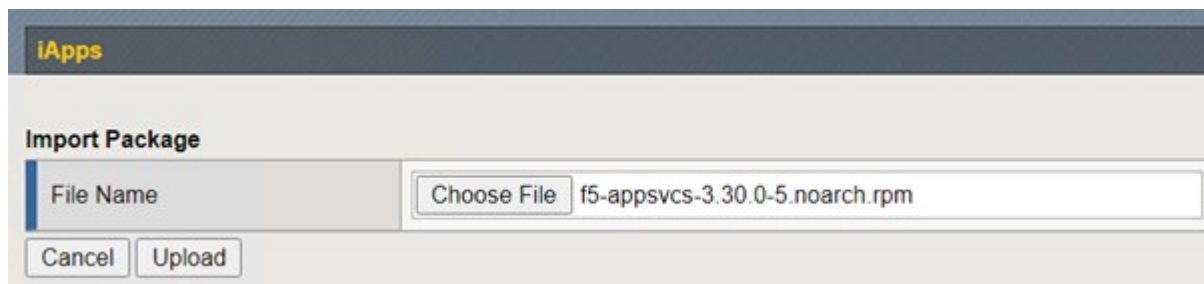 iApps
Import Package
File Name Choose File f5-appsvcs-3.30.0-5.noarch.rpm
Cancel Upload